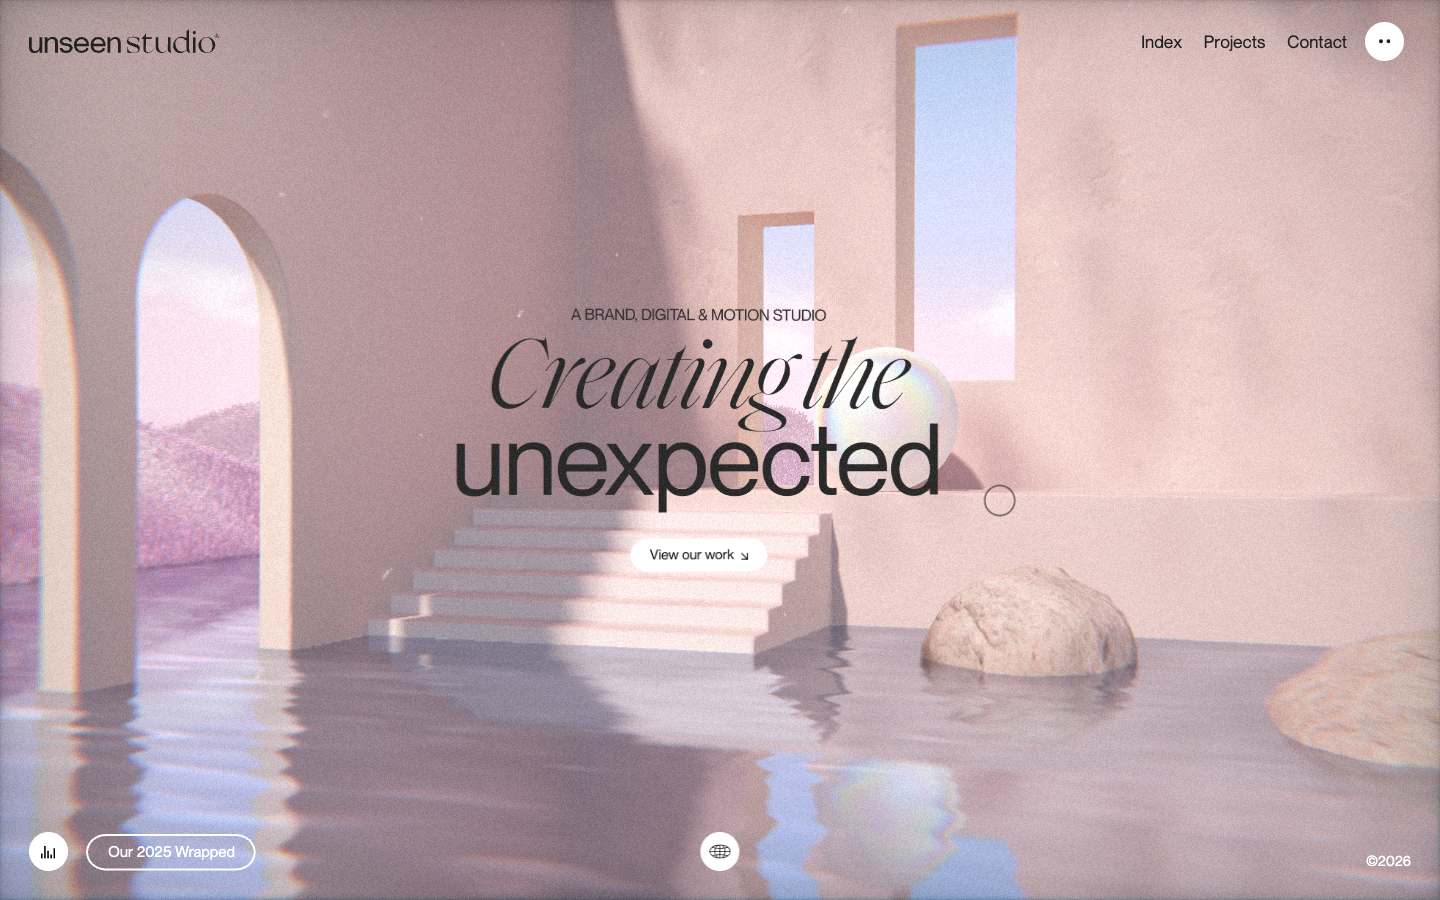 unseen studio®
Index
Projects
Contact
A BRAND, DIGITAL & MOTION STUDIO
Creating the
unexpected
View our work ↘
Our 2025 Wrapped
©2026